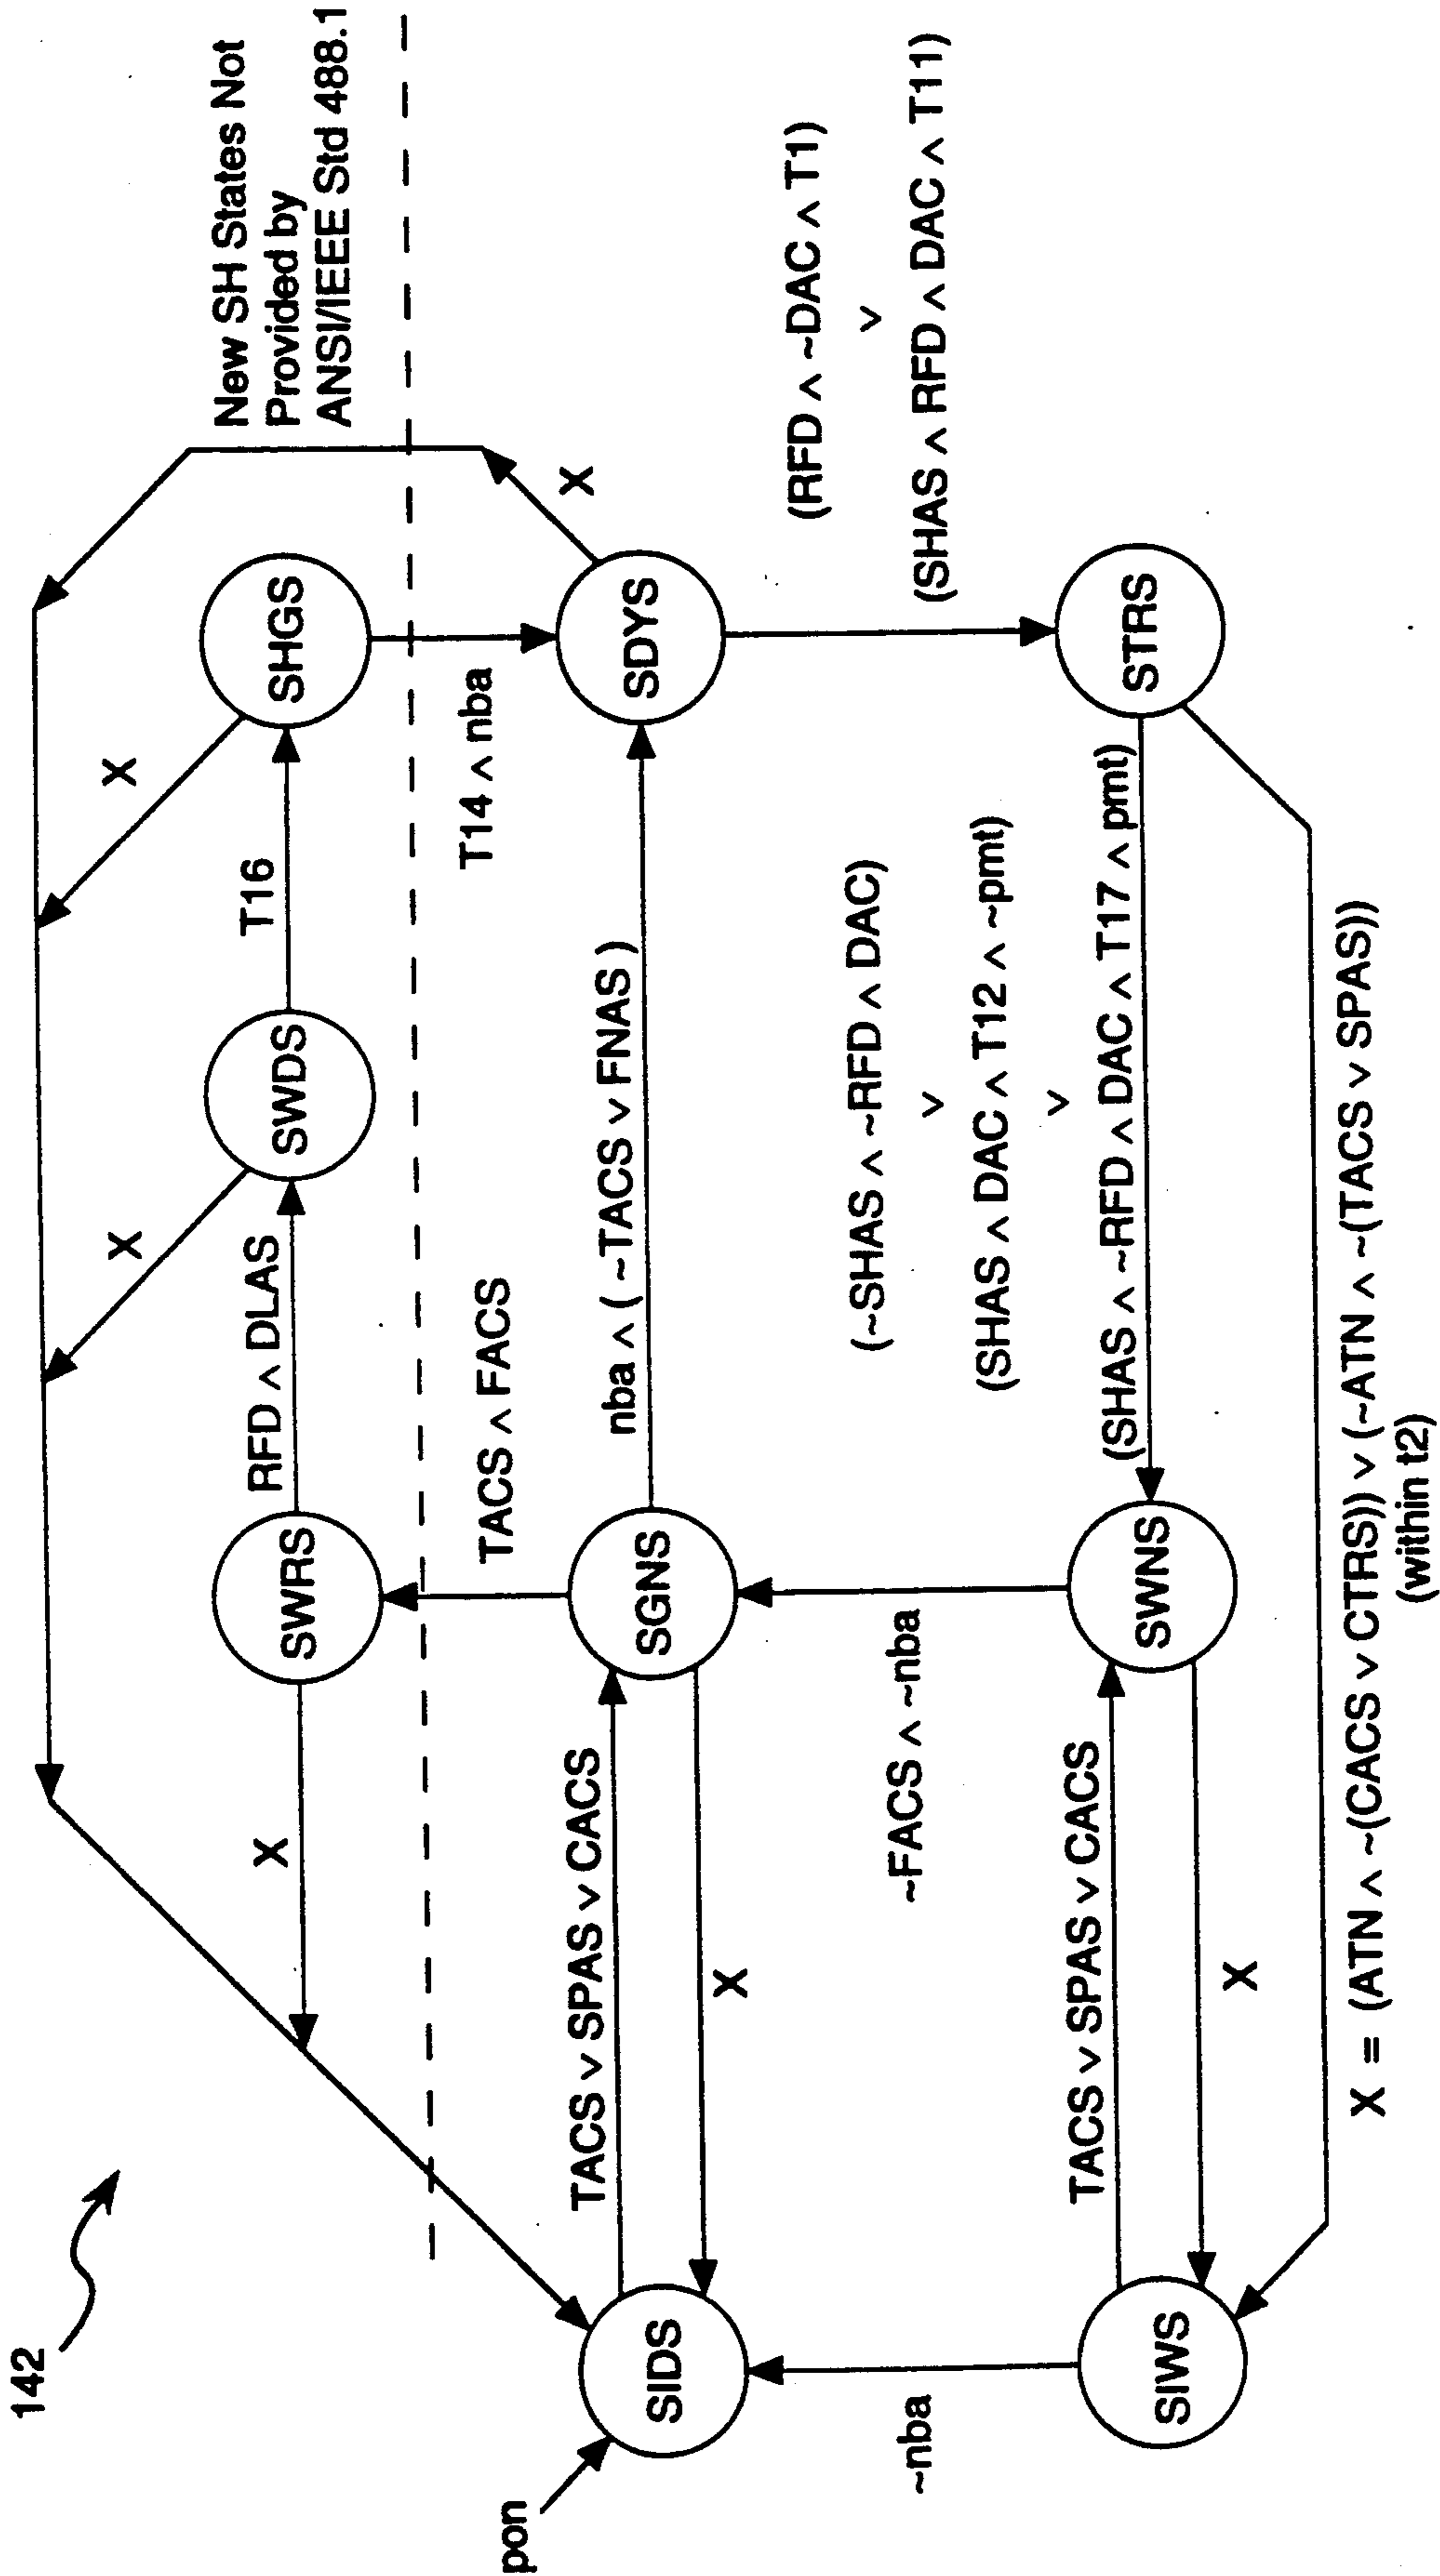 142
New SH States Not
Provided by
ANSI/IEEE Std 488.1
X
X
X
SWRS
RFD ∧ DLAS
SWDS
T16
SHGS
TACS ∧ FACS
T14 ∧ nba
X
pon
SIDS
TACS ∨ SPAS ∨ CACS
X
SGNS
nba ∧ ( ~TACS ∨ FNAS )
SDYS
(RFD ∧ ~DAC ∧ T1)
∨
(SHAS ∧ RFD ∧ DAC ∧ T11)
~nba
~FACS ∧ ~nba
(~SHAS ∧ ~RFD ∧ DAC)
∨
(SHAS ∧ DAC ∧ T12 ∧ ~pmt)
∨
(SHAS ∧ ~RFD ∧ DAC ∧ T17 ∧ pmt)
SIWS
TACS ∨ SPAS ∨ CACS
X
SWNS
STRS
X = (ATN ∧ ~(CACS ∨ CTRS)) ∨ (~ATN ∧ ~(TACS ∨ SPAS))
(within t2)